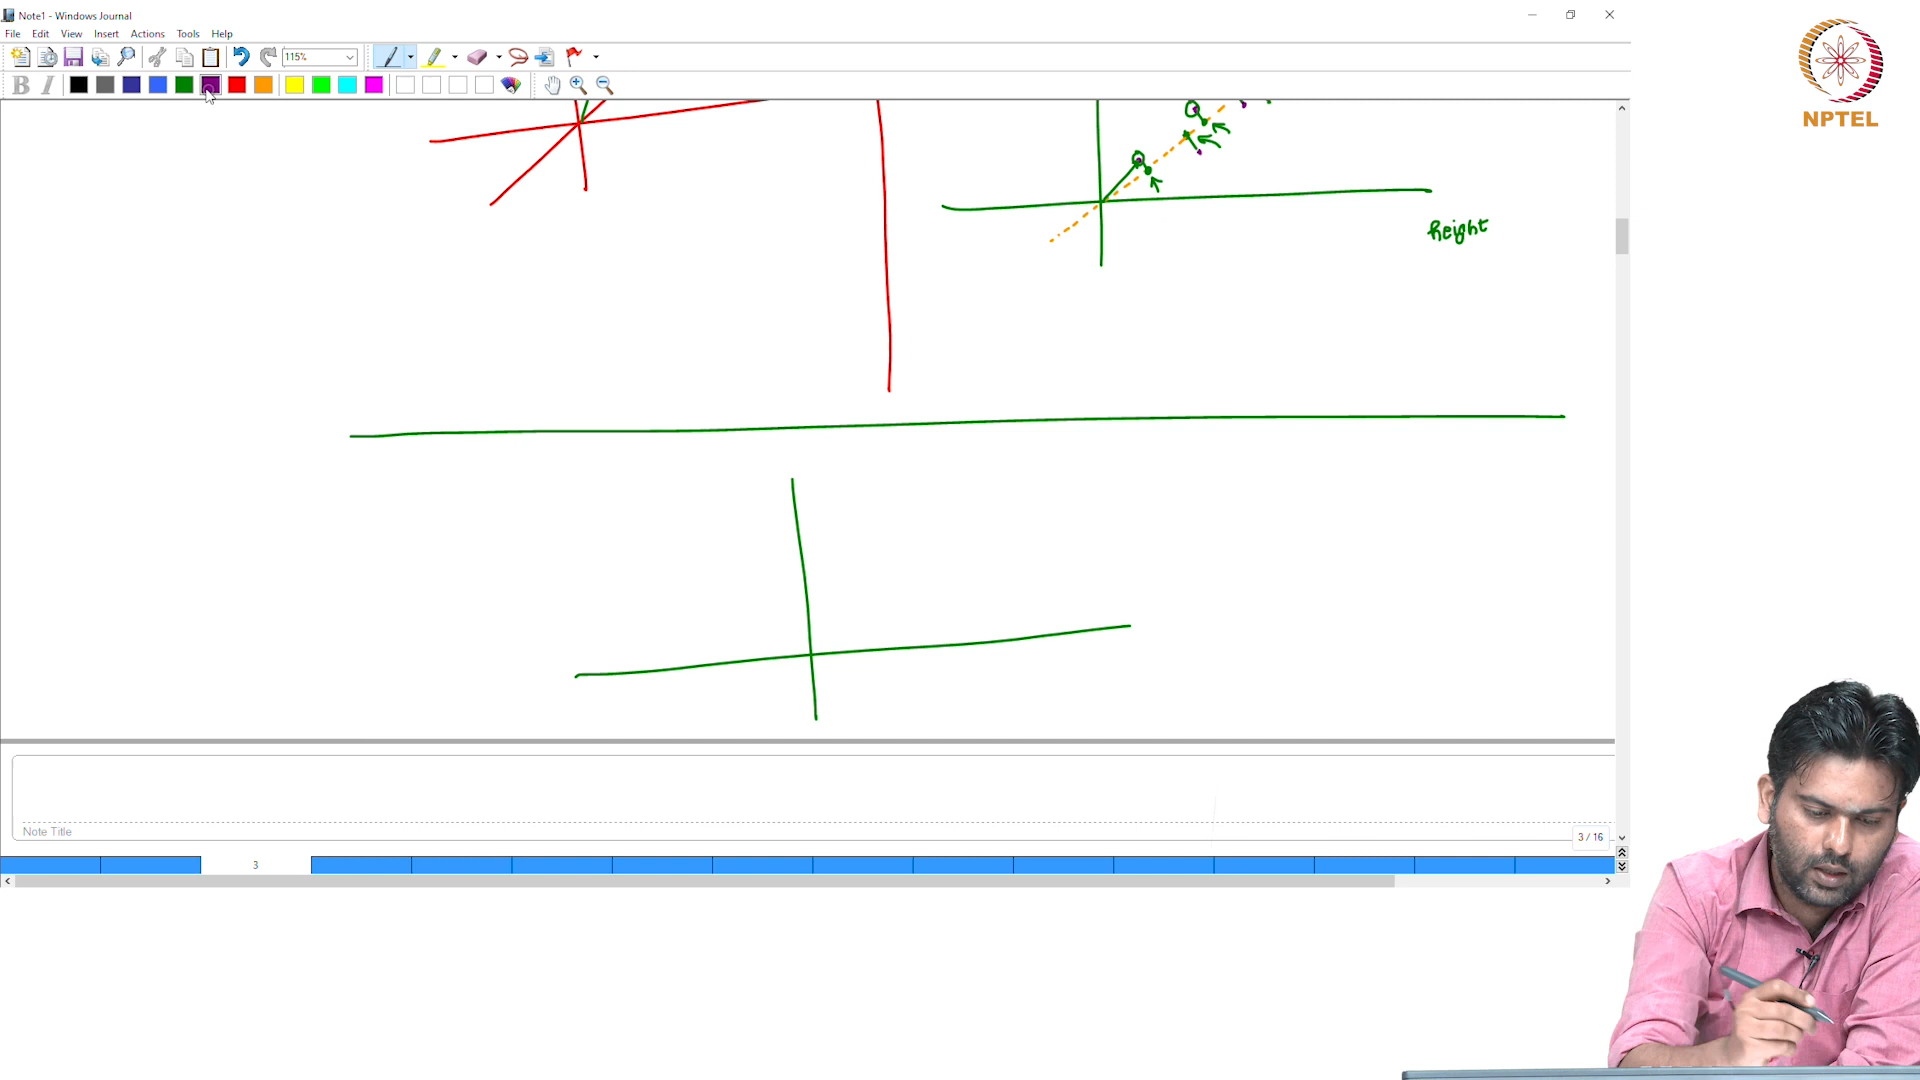 Note1 - Windows Journal
File Edit View Insert Actions Tools Help
115%
B I
NPTEL
height
Note Title
3 / 16
3